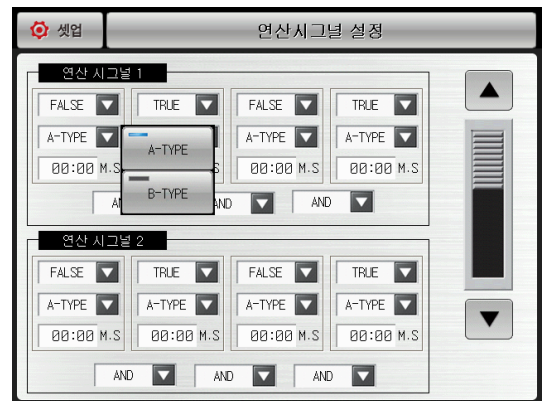 셋업 연산시그널 설정
연산 시그널 1
FALSE TRUE FALSE TRUE
A-TYPE A-TYPE A-TYPE A-TYPE
00:00 M.S B-TYPE S 00:00 M.S 00:00 M.S
AND AND
연산 시그널 2
FALSE TRUE FALSE TRUE
A-TYPE A-TYPE A-TYPE A-TYPE
00:00 M.S 00:00 M.S 00:00 M.S 00:00 M.S
AND AND AND